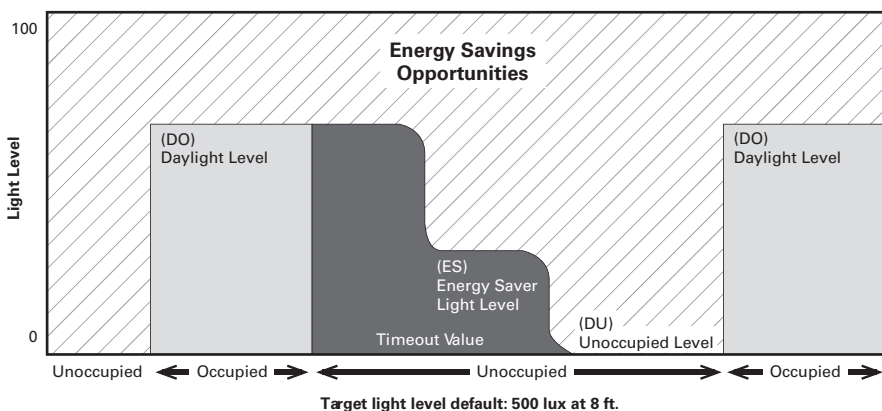 100
Energy Savings
Opportunities
Light Level
(DO)
Daylight Level
(DO)
Daylight Level
(ES)
Energy Saver
Light Level
Timeout Value
(DU)
Unoccupied Level
0
Unoccupied
Occupied
Unoccupied
Occupied
Target light level default: 500 lux at 8 ft.